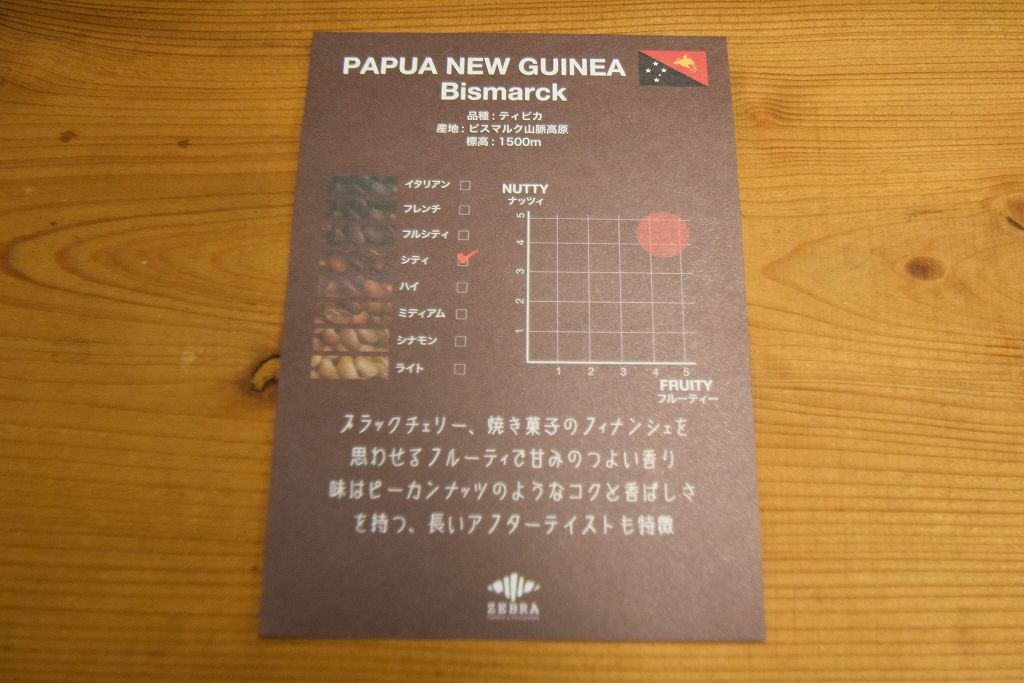 PAPUA NEW GUINEA
Bismarck
品種 : ティピカ
産地 : ビスマルク山脈高原
標高 : 1500m
イタリアン
フレンチ
フルシティ
シティ
ハイ
ミディアム
シナモン
ライト
NUTTY
ナッツィ
5
4
3
2
1
1 2 3 4 5
FRUITY
フルーティー
ブラックチェリー、焼き菓子のフィナンシェを
思わせるフルーティで甘みのつよい香り
味はピーカンナッツのようなコクと香ばしさ
を持つ、長いアフターテイストも特徴
ZEBRA